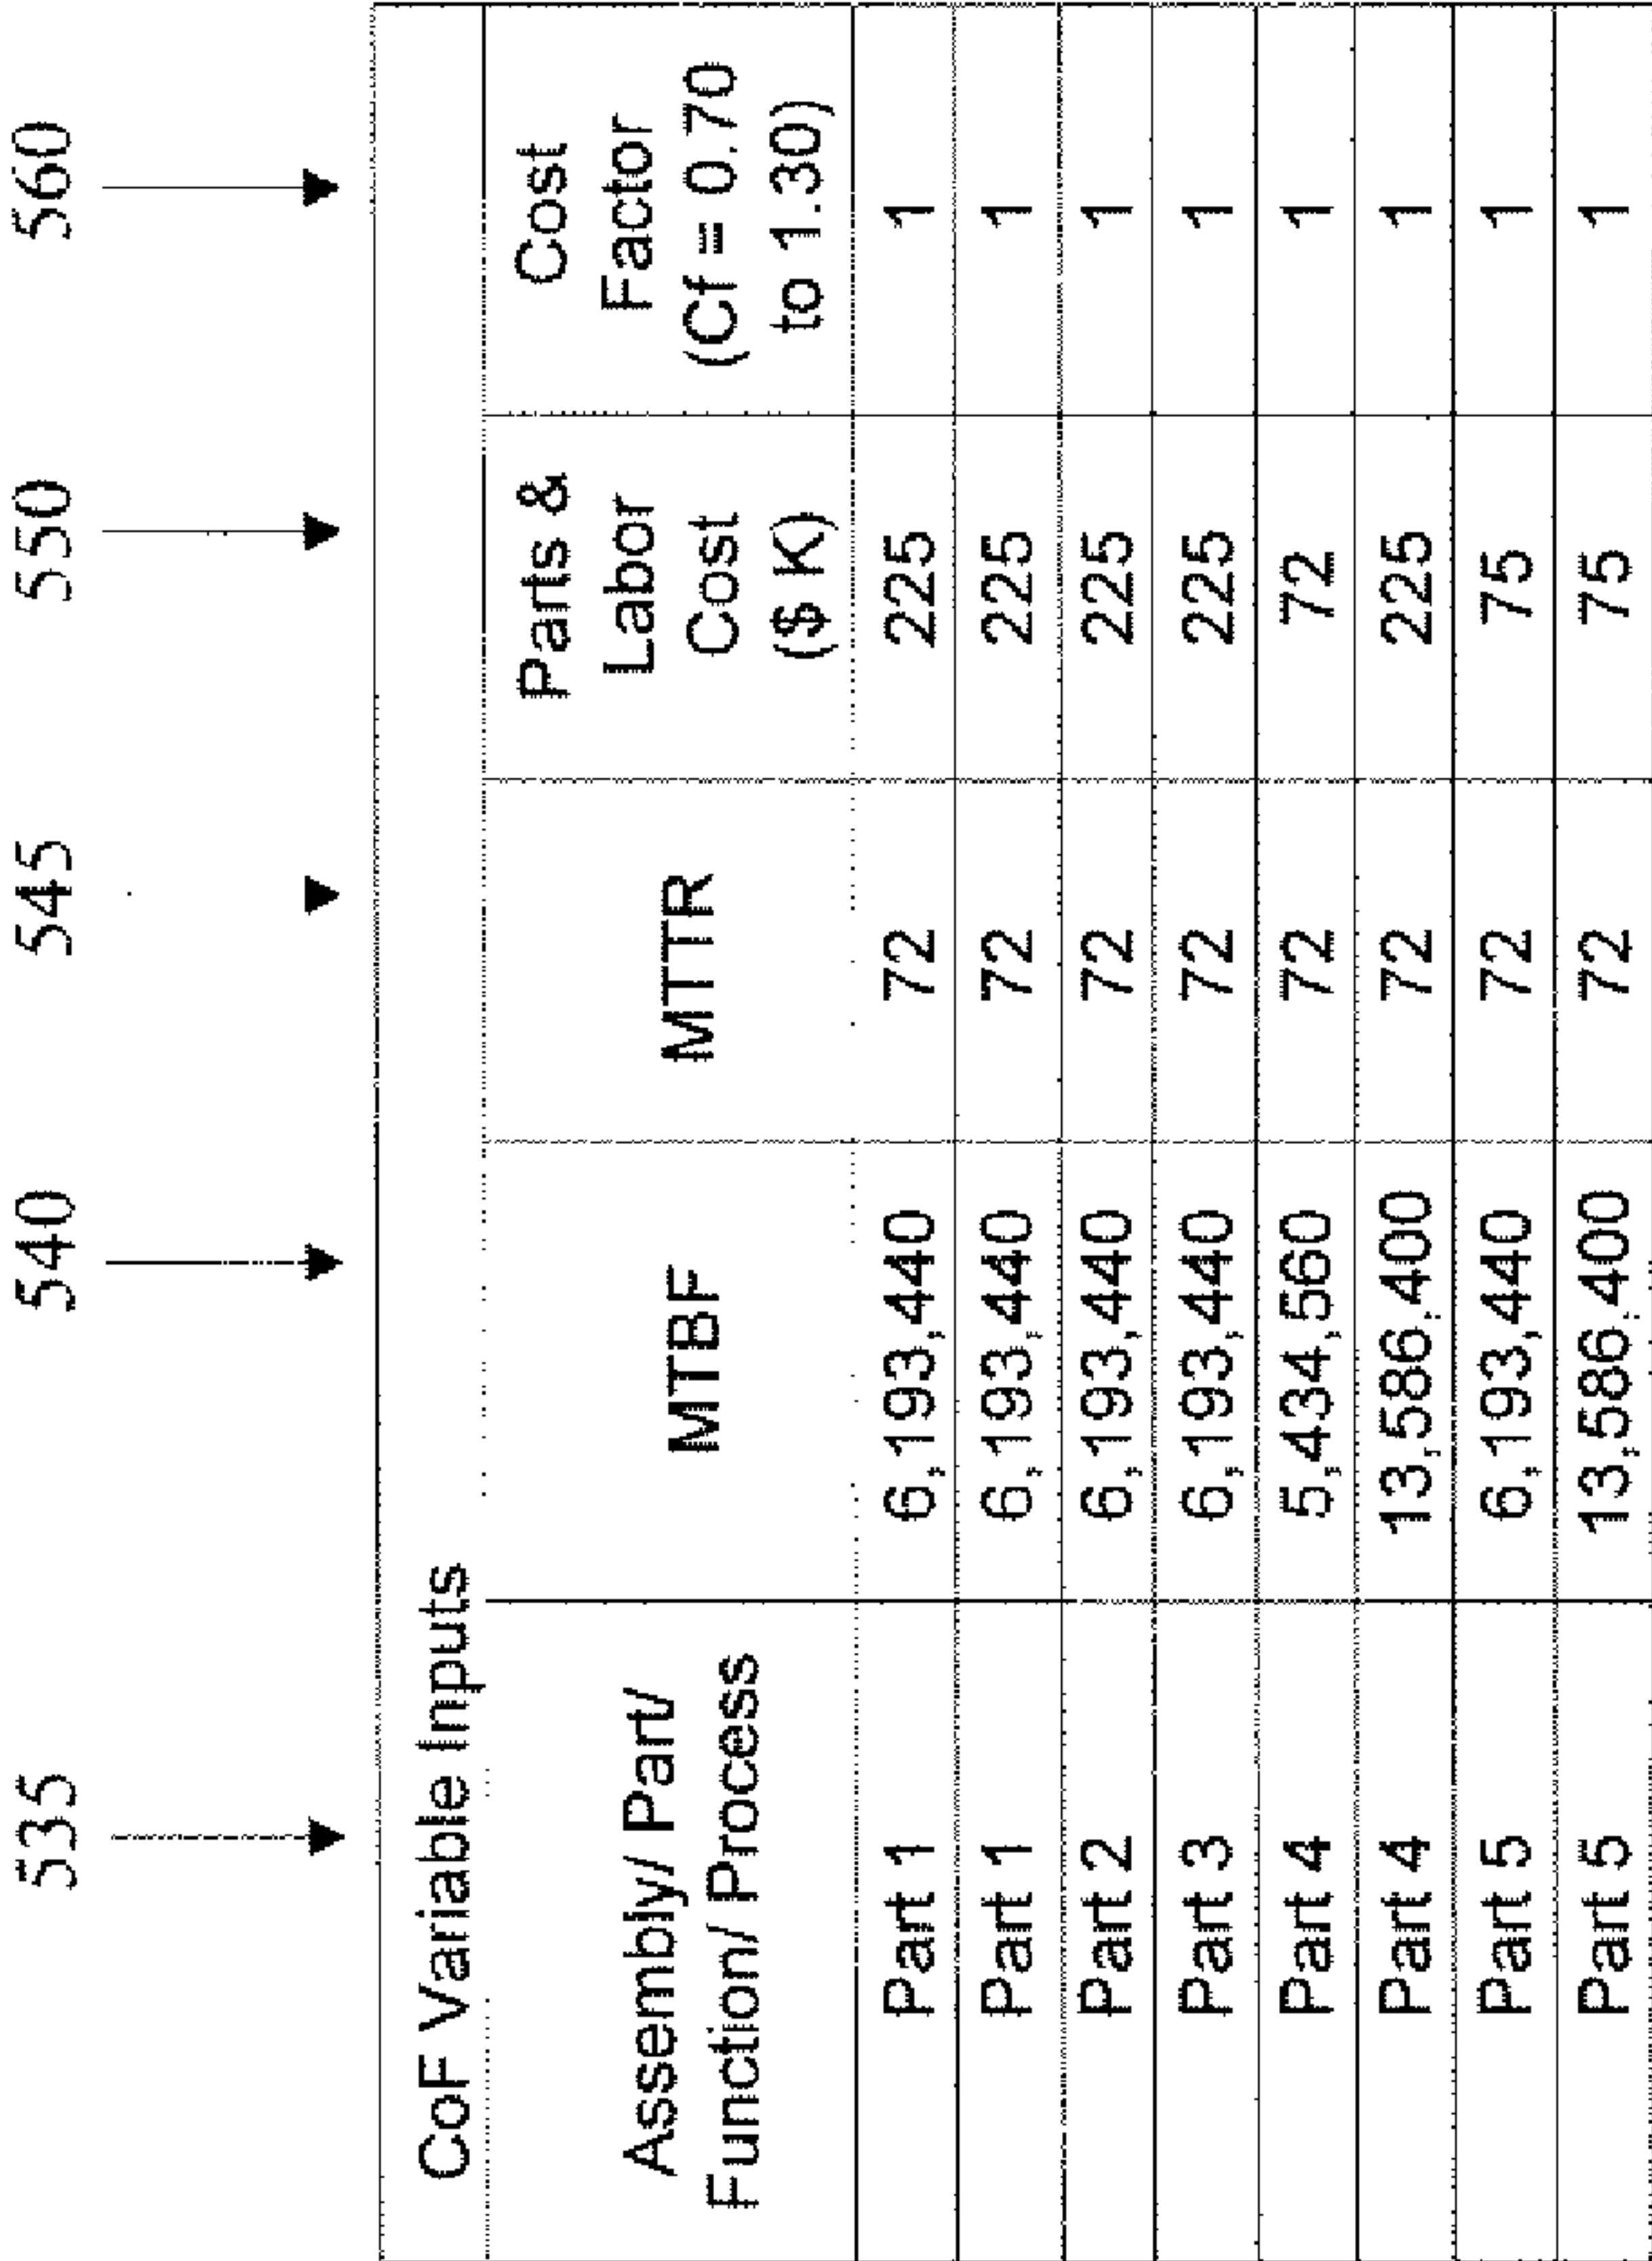 535 540 545 550 560
CoF Variable Inputs
Assembly/ Part/
Function/ Process
MTBF
MTTR
Parts &
Labor
Cost
($ K)
Cost
Factor
(Cf = 0.70
to 1.30)
Part 1 6,193,440 72 225 1
Part 1 6,193,440 72 225 1
Part 2 6,193,440 72 225 1
Part 3 6,193,440 72 225 1
Part 4 5,434,560 72 72 1
Part 4 13,586,400 72 225 1
Part 5 6,193,440 72 75 1
Part 5 13,586,400 72 75 1